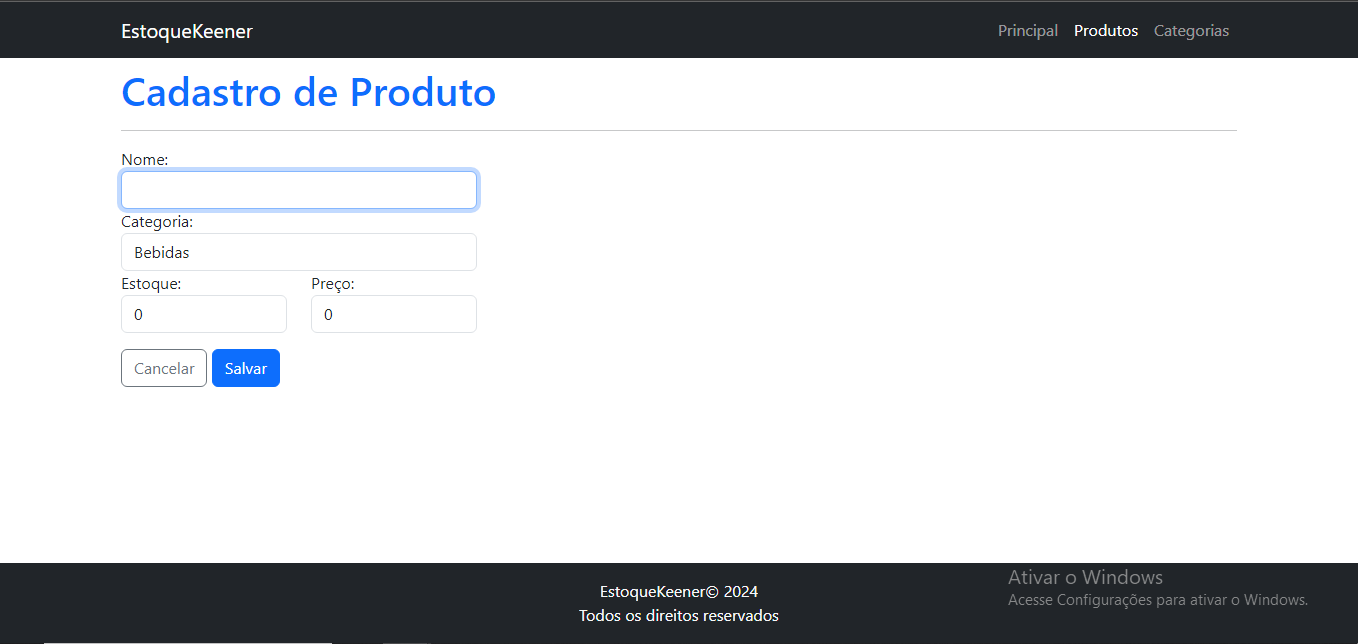 EstoqueKeener Principal Produtos Categorias
Cadastro de Produto
Nome:
Categoria:
Bebidas
Estoque: Preço:
0 0
Cancelar Salvar
EstoqueKeener© 2024
Todos os direitos reservados
Ativar o Windows
Acesse Configurações para ativar o Windows.